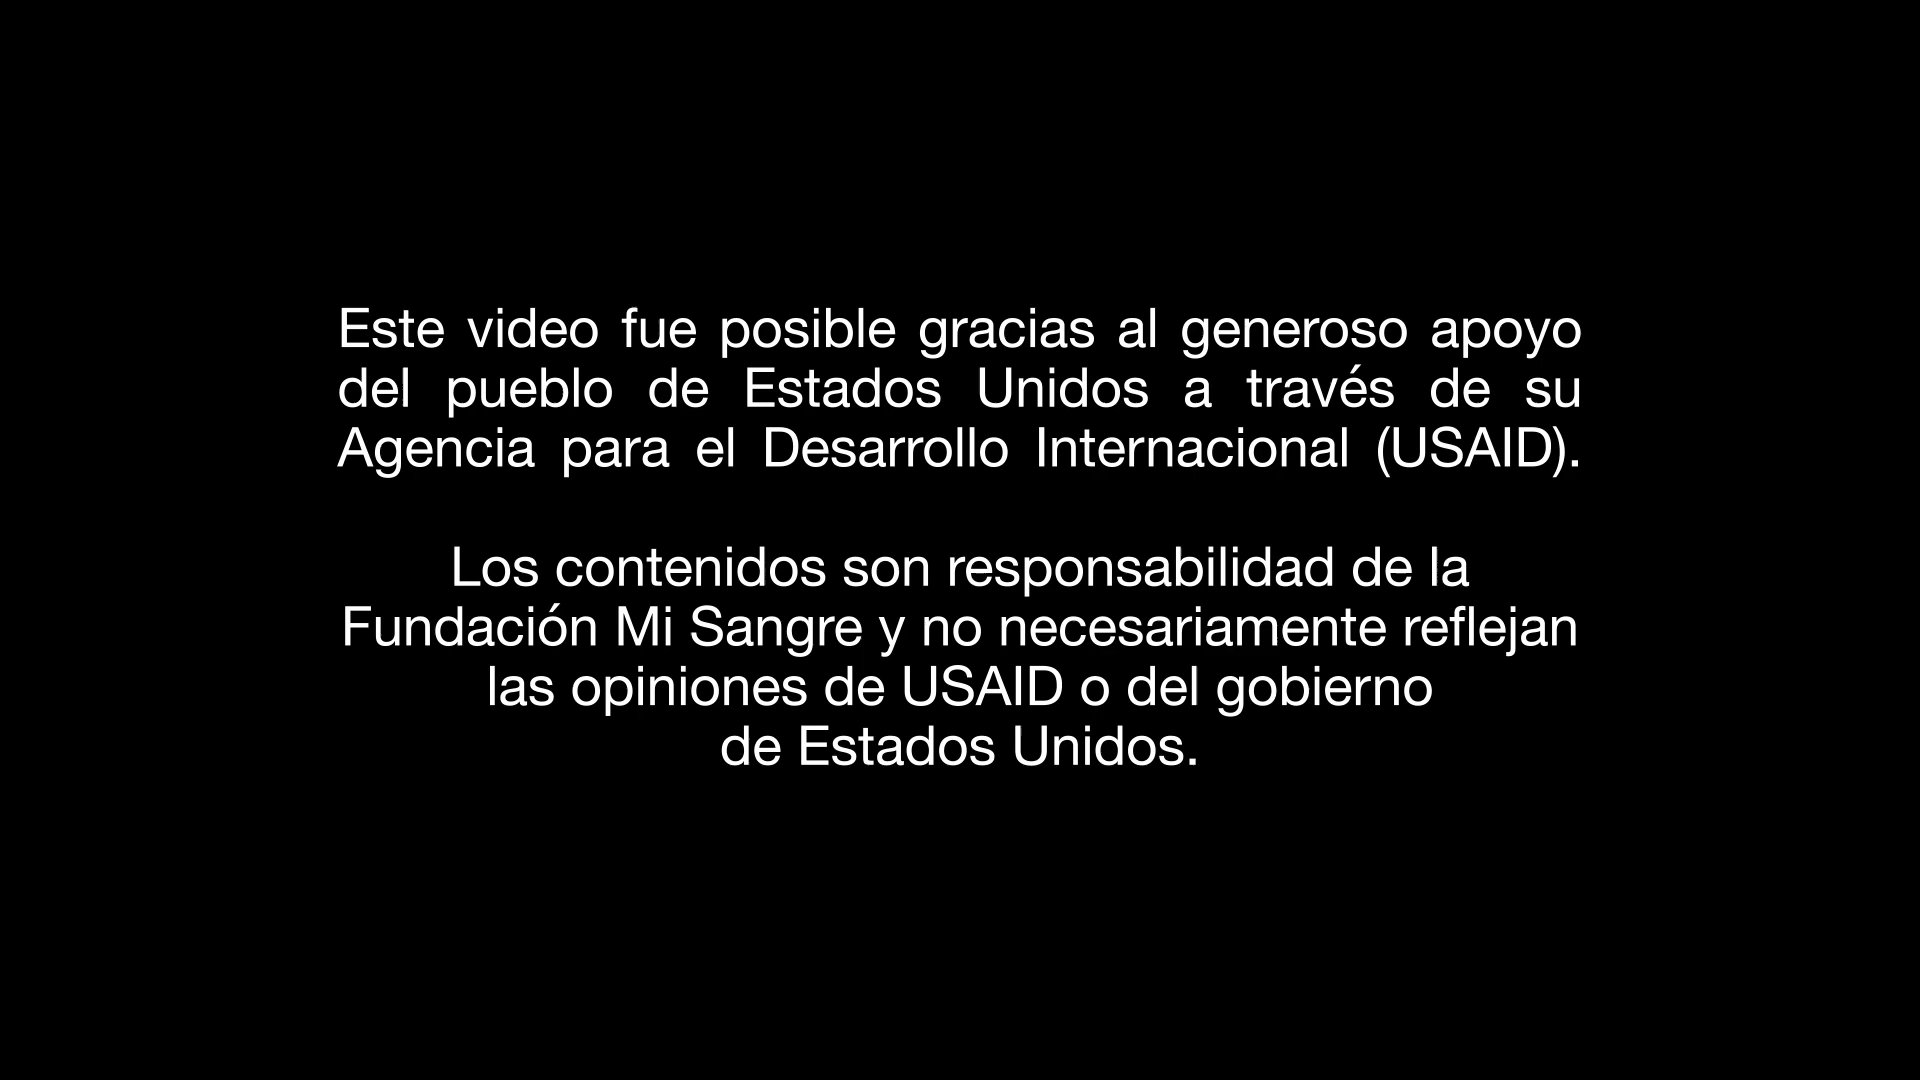 Este video fue posible gracias al generoso apoyo
del pueblo de Estados Unidos a través de su
Agencia para el Desarrollo Internacional (USAID).
Los contenidos son responsabilidad de la
Fundación Mi Sangre y no necesariamente reflejan
las opiniones de USAID o del gobierno
de Estados Unidos.